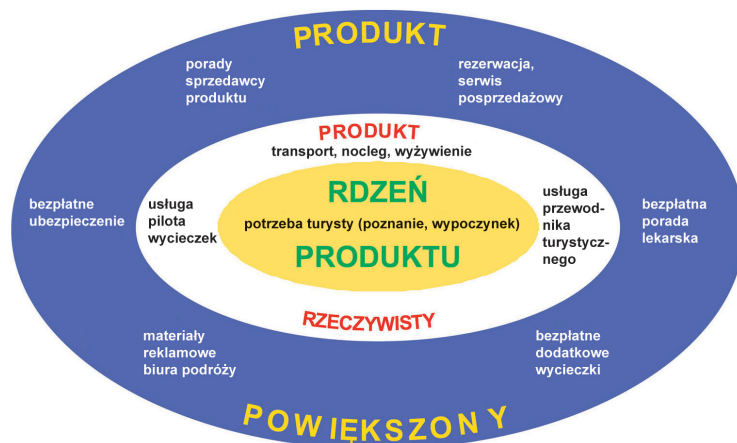 PRODUKT
porady
sprzedawcy
produktu
rezerwacja,
serwis
posprzedażowy
PRODUKT
transport, nocleg, wyżywienie
bezpłatne
ubezpieczenie
usługa
pilota
wycieczek
RDZEŃ
potrzeba turysty (poznanie, wypoczynek)
PRODUKTU
usługa
przewod-
nika
turystycz-
nego
bezpłatna
porada
lekarska
RZECZYWISTY
materiały
reklamowe
biura podróży
bezpłatne
dodatkowe
wycieczki
POWIĘKSZONY